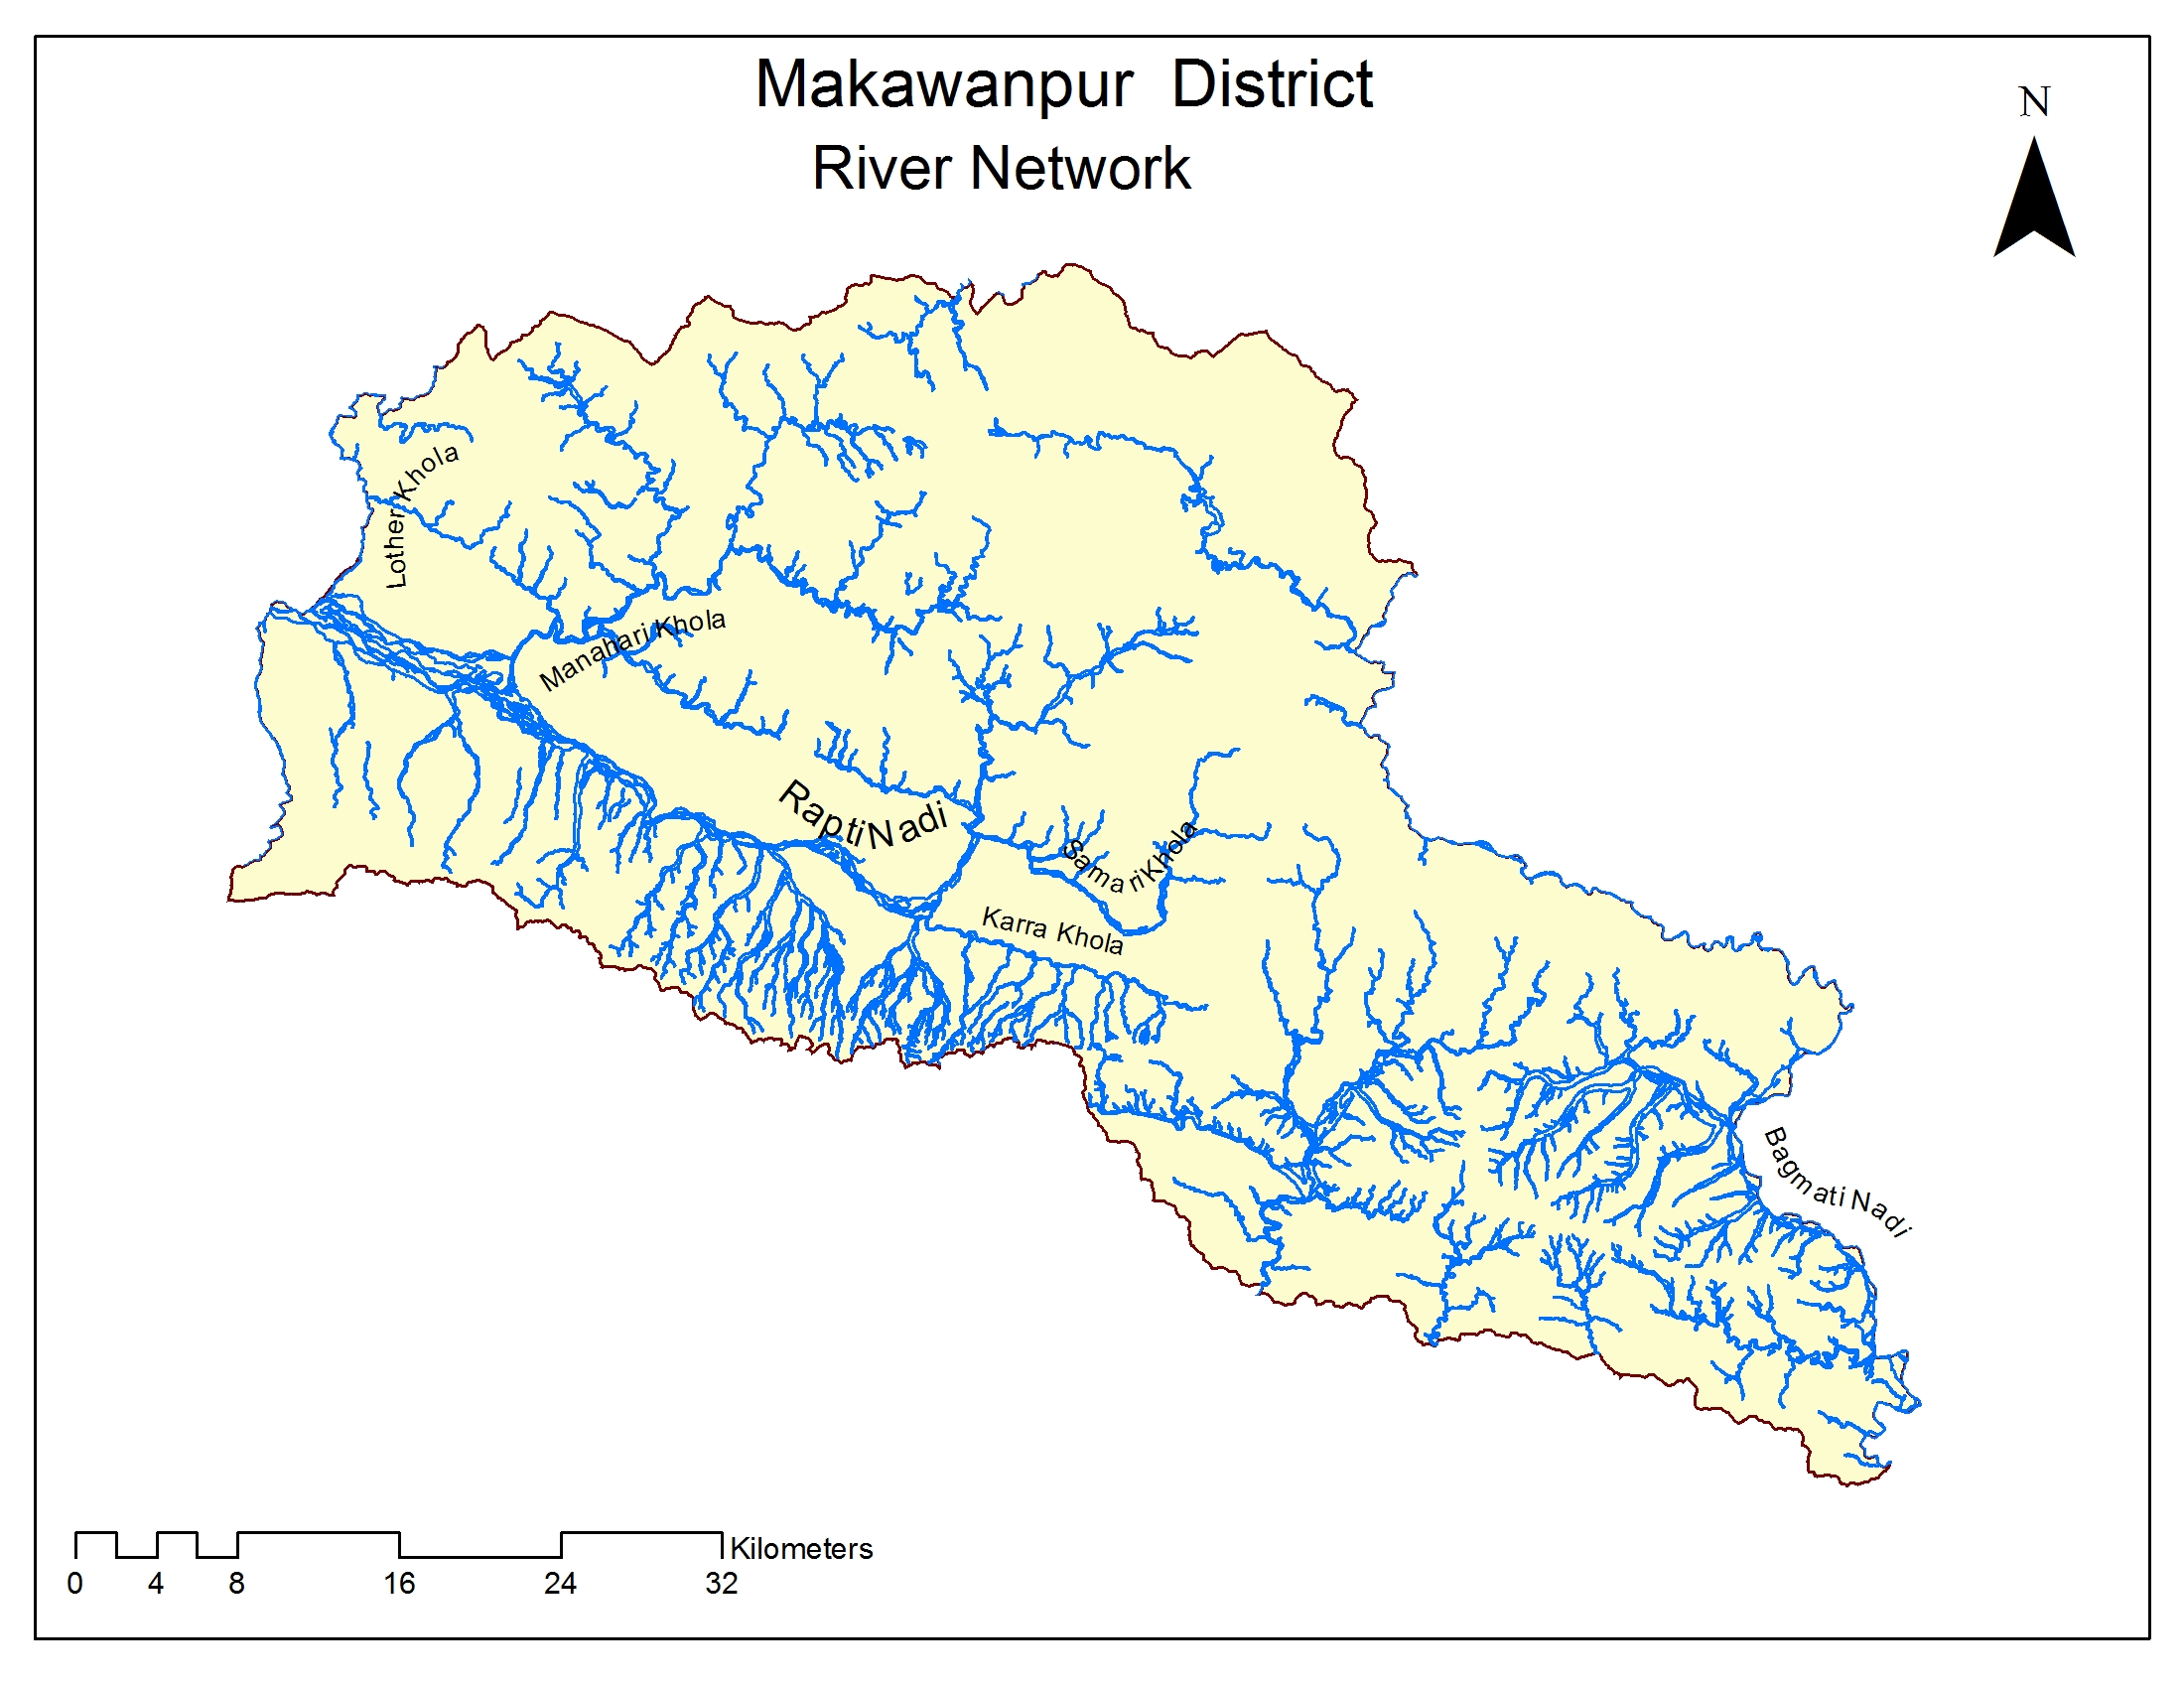 Makawanpur District
River Network
N
Lother Khola
Manahari Khola
Rapti Nadi
Samari Khola
Karra Khola
Bagmati Nadi
Kilometers
0 4 8 16 24 32